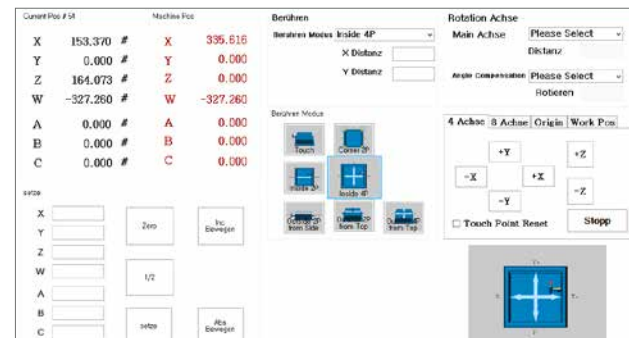 Current Pos # 54
X 153.370 #
Y 0.000 #
Z 164.073 #
W -327.260 #
A 0.000 #
B 0.000 #
C 0.000 #
Machine Pos
X 335.616
Y 0.000
Z 0.000
W -327.260
A 0.000
B 0.000
C 0.000
setze
X
Y
Z
W
A
B
C
Zero
Inc
Bewegen
1/2
setze
Abs
Bewegen
Berühren
Berühren Modus Inside 4P
X Distanz
Y Distanz
Berühren Modus
Touch
Corner 2P
Inside 2P
Inside 4P
Outside 2P
from Side
from Top
from Top
Rotation Achse
Main Achse Please Select
Distanz
Angle Compensation Please Select
Rotieren
4 Achse 8 Achse Origin Work Pos
+Y
+Z
-X
+X
-Y
-Z
Touch Point Reset
Stopp